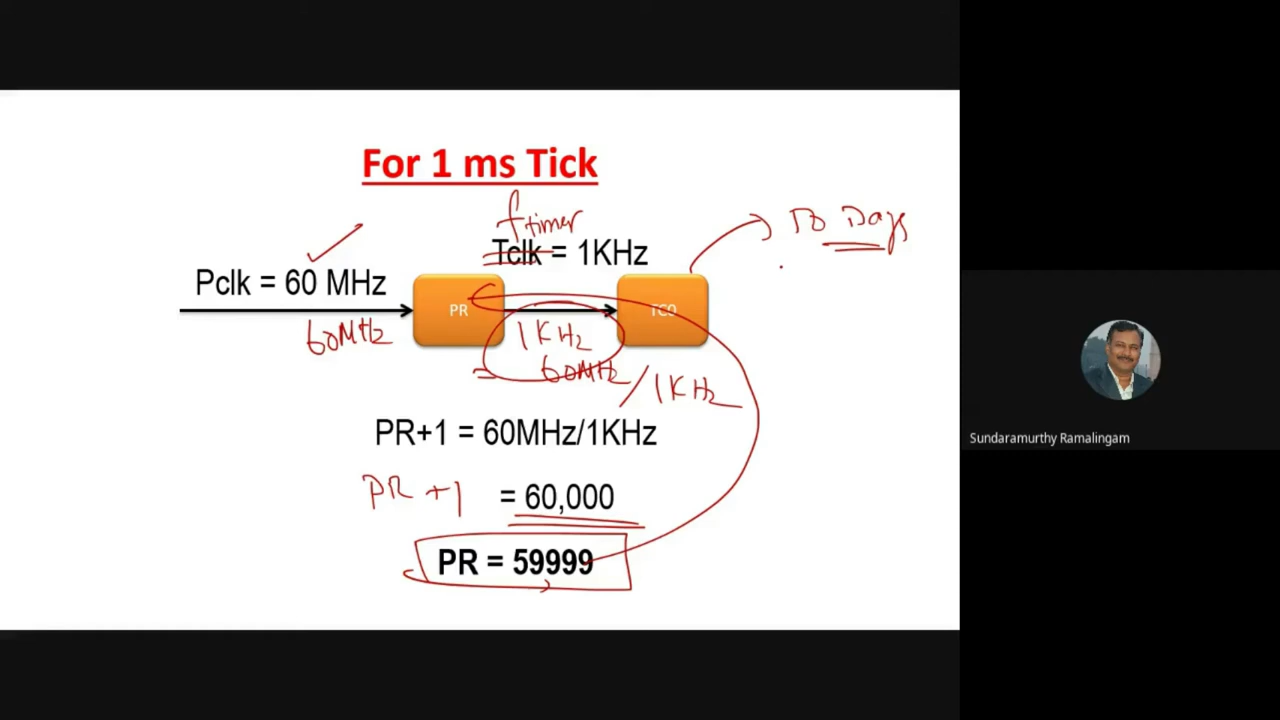 For 1 ms Tick
ftimer
Tclk = 1KHz
Days
Pclk = 60 MHz
60MHz
PR
TC0
1KHz
60MHz/1KHz
PR+1 = 60MHz/1KHz
PR +1 = 60,000
PR = 59999
Sundaramurthy Ramalingam